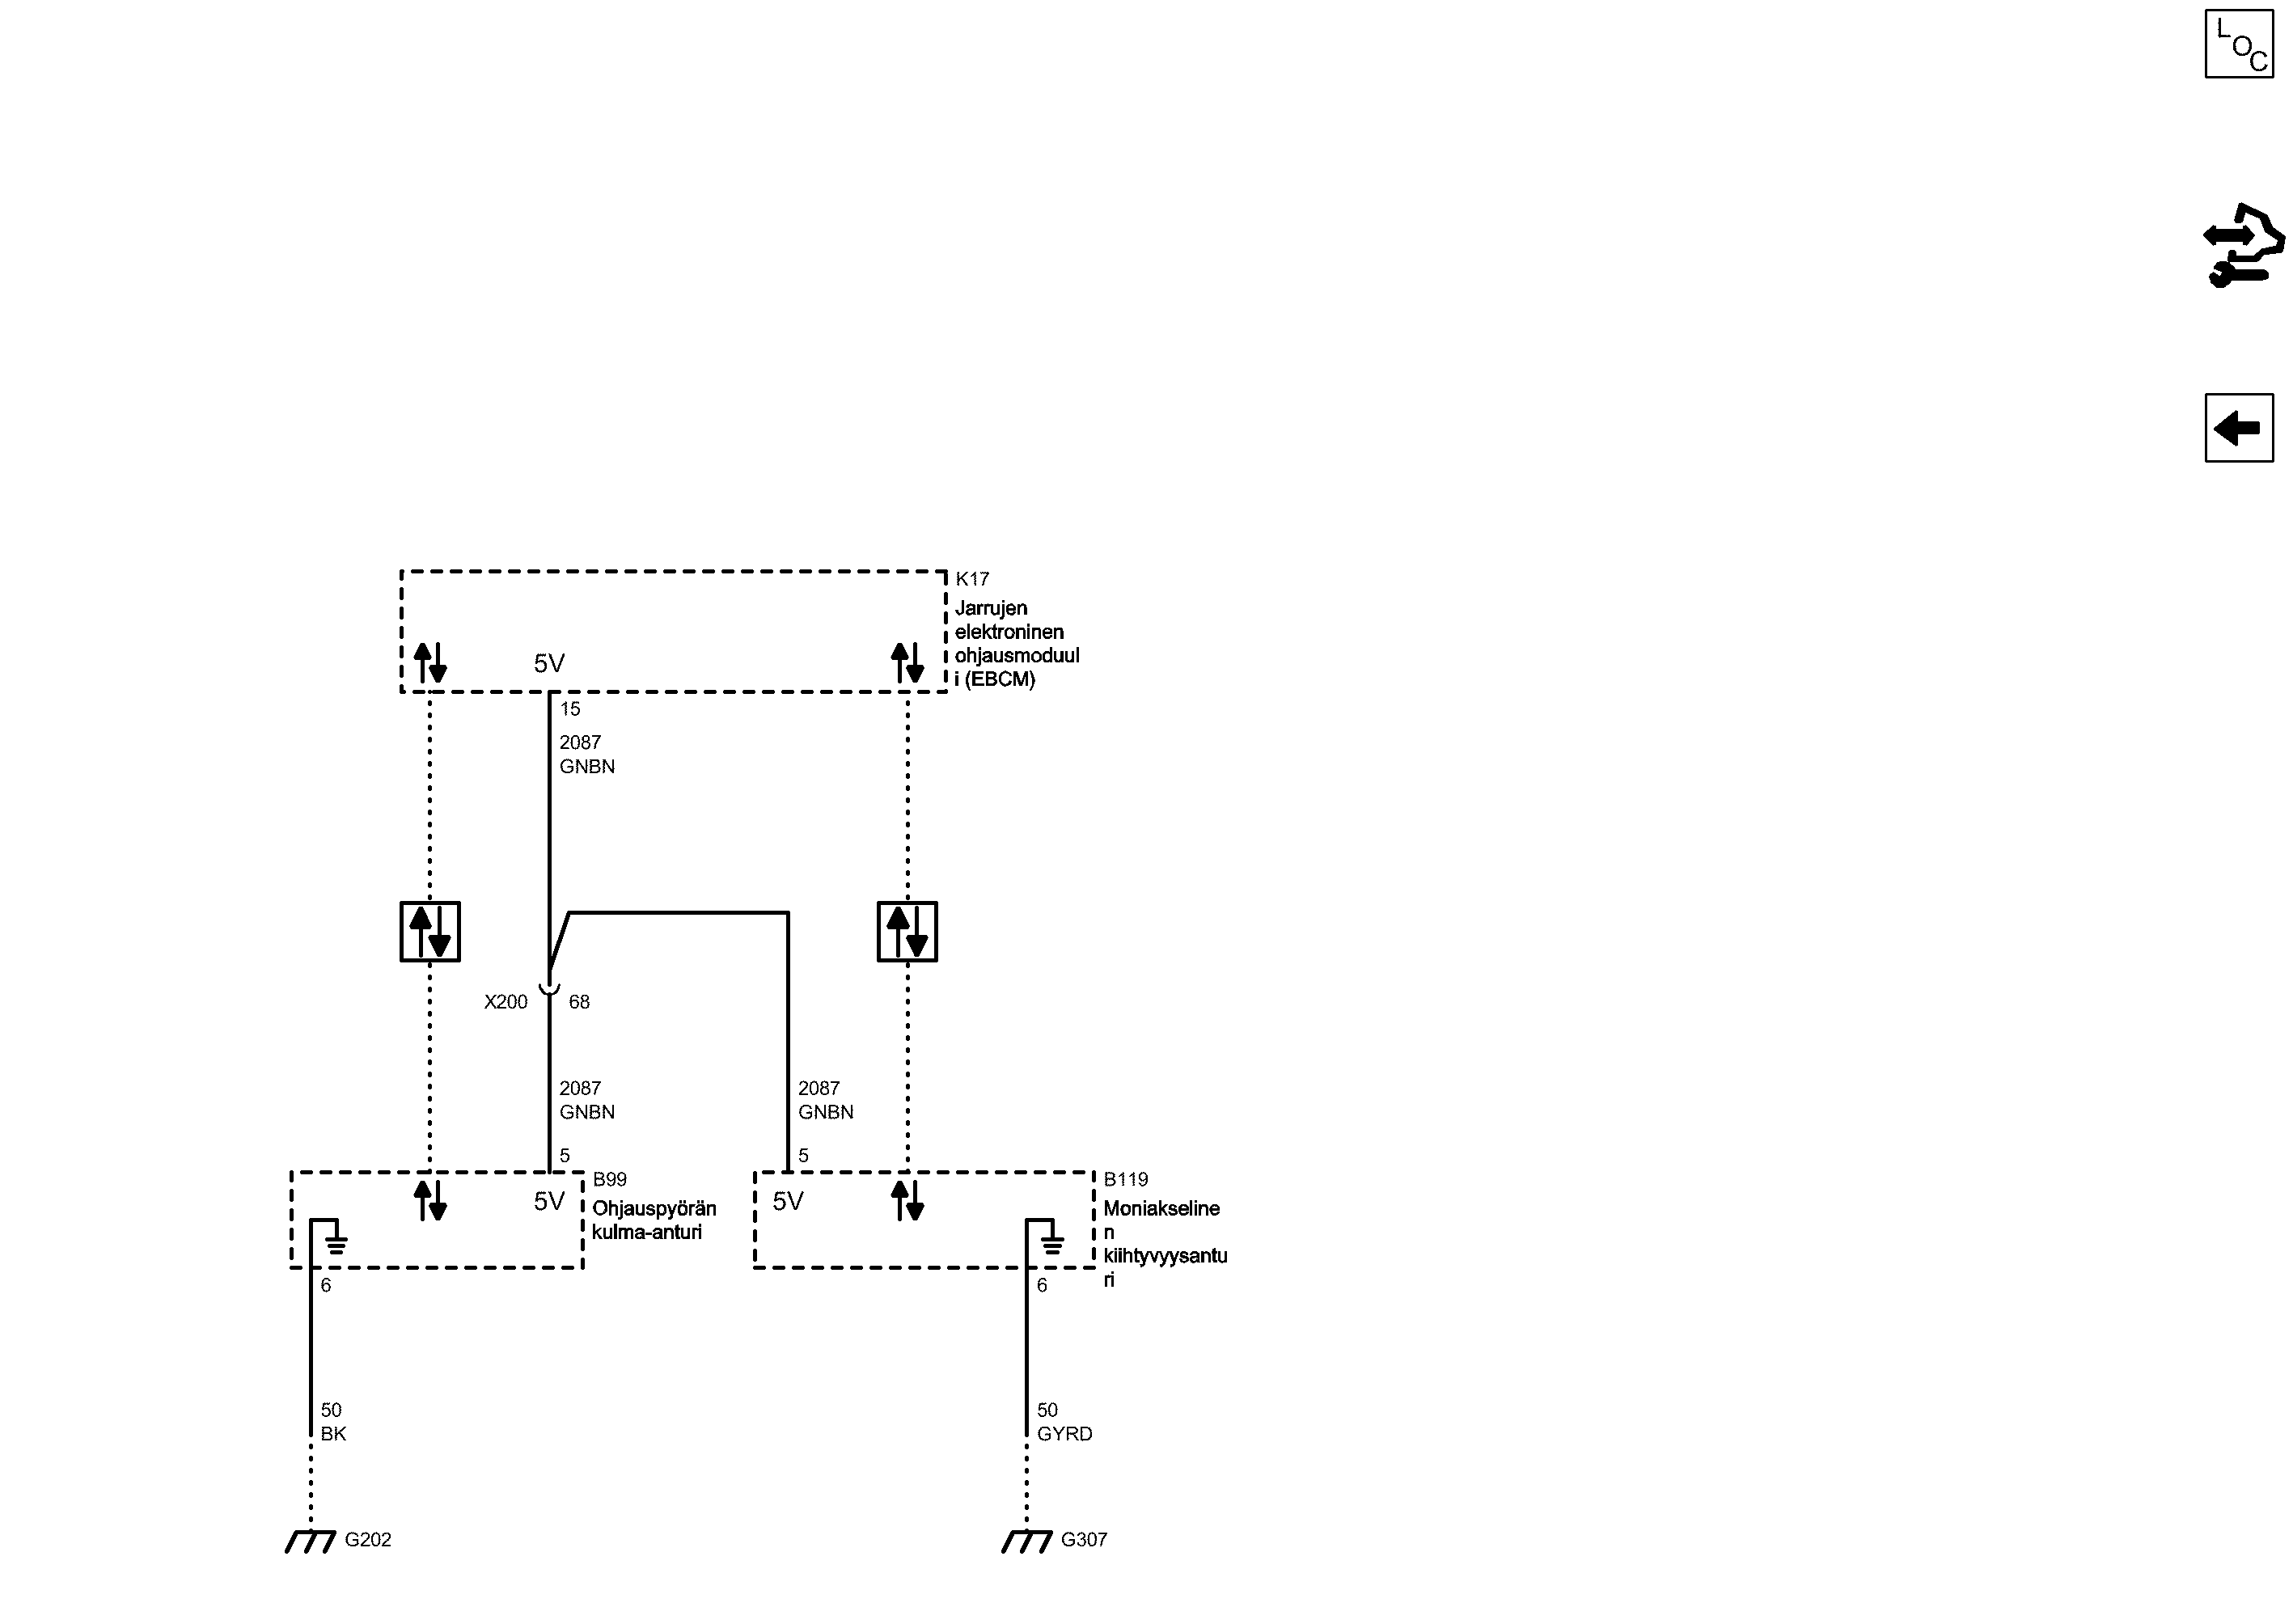 L
O
C
K17
Jarrujen
elektroninen
ohjausmoduul
i (EBCM)
5V
15
2087
GNBN
X200
68
2087
GNBN
2087
GNBN
5
5
B99
Ohjauspyörän
kulma-anturi
5V
5V
B119
Moniakseline
n
kiihtyvyysantu
ri
6
6
50
BK
50
GYRD
G202
G307